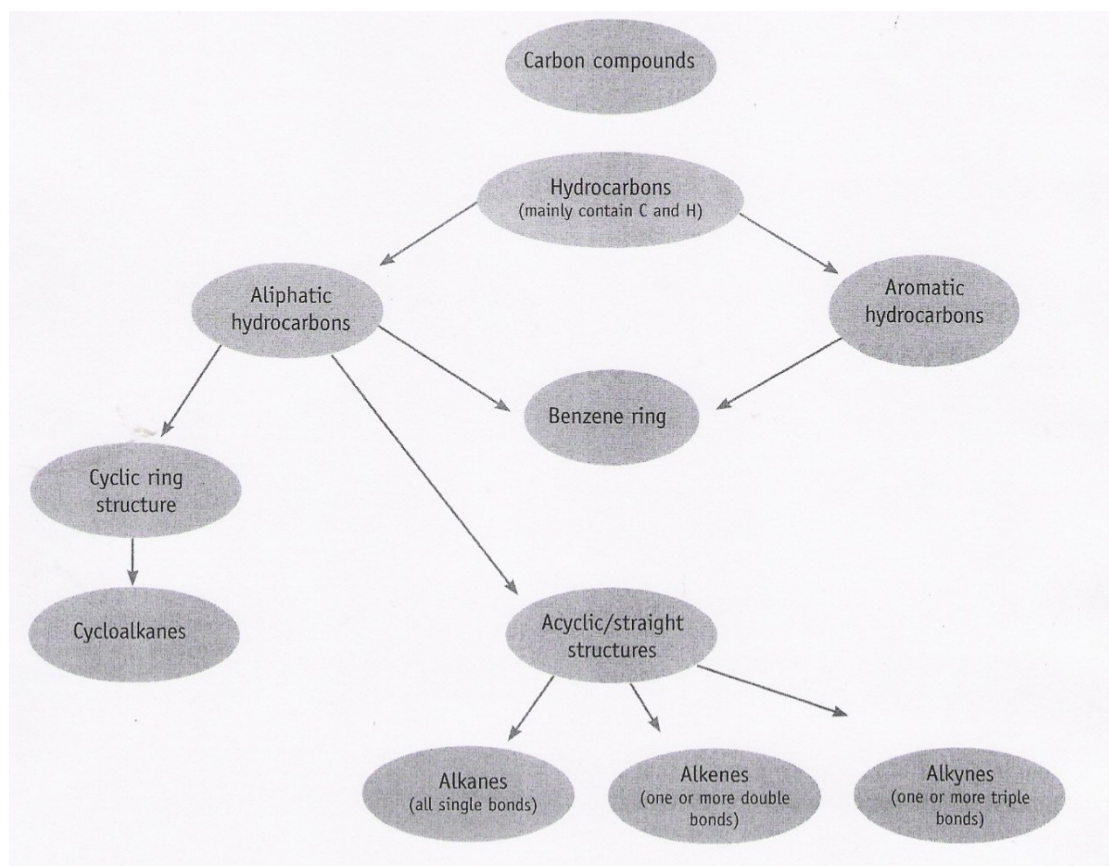 Carbon compounds
Hydrocarbons
(mainly contain C and H)
Aliphatic
hydrocarbons
Aromatic
hydrocarbons
Benzene ring
Cyclic ring
structure
Cycloalkanes
Acyclic/straight
structures
Alkanes
(all single bonds)
Alkenes
(one or more double
bonds)
Alkynes
(one or more triple
bonds)